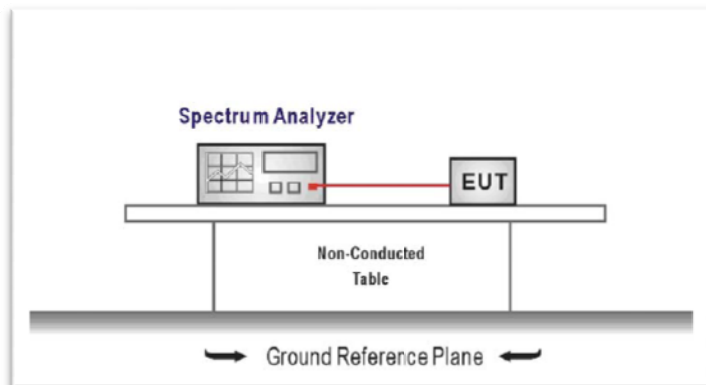 Spectrum Analyzer
EUT
Non-Conducted
Table
Ground Reference Plane